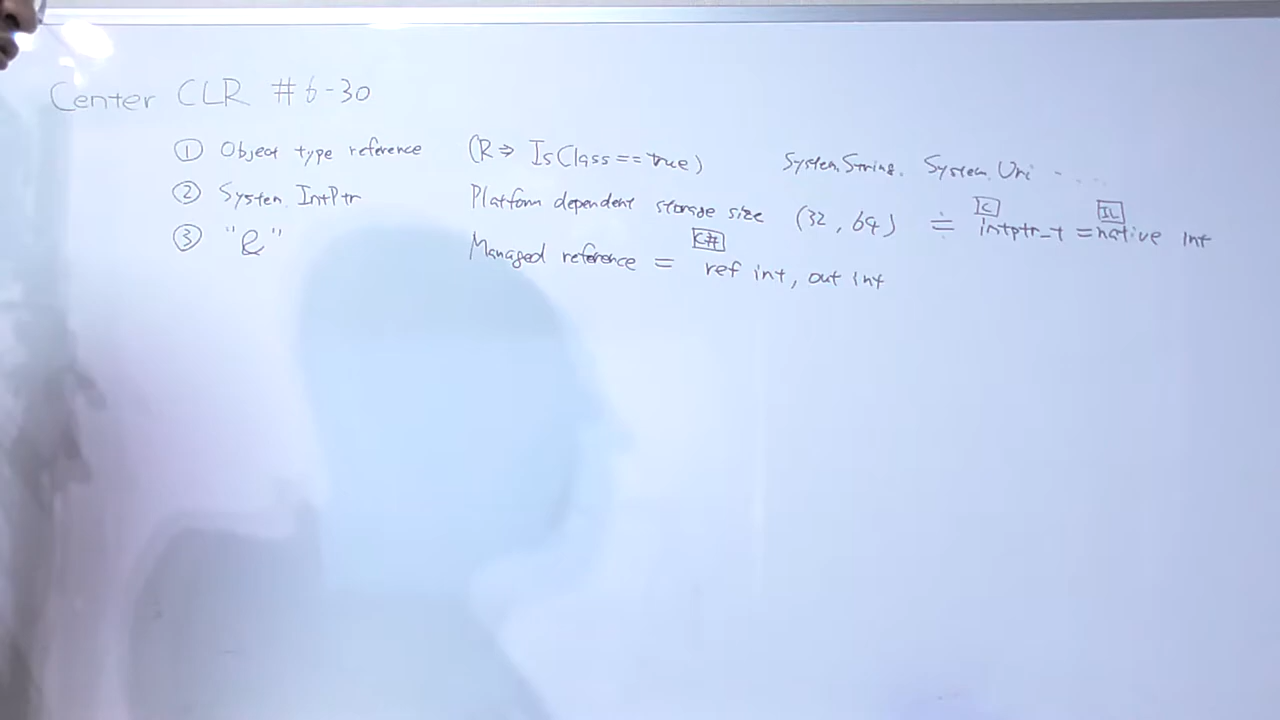 Center CLR #6-30
① Object type reference (R⇒ IsClass == true) System.String. System.Uri ....
② System.IntPtr Platform dependent storage size (32, 64) ≒ [C] intptr_t = [IL] native int
③ "&" Managed reference = [C#] ref int, out int